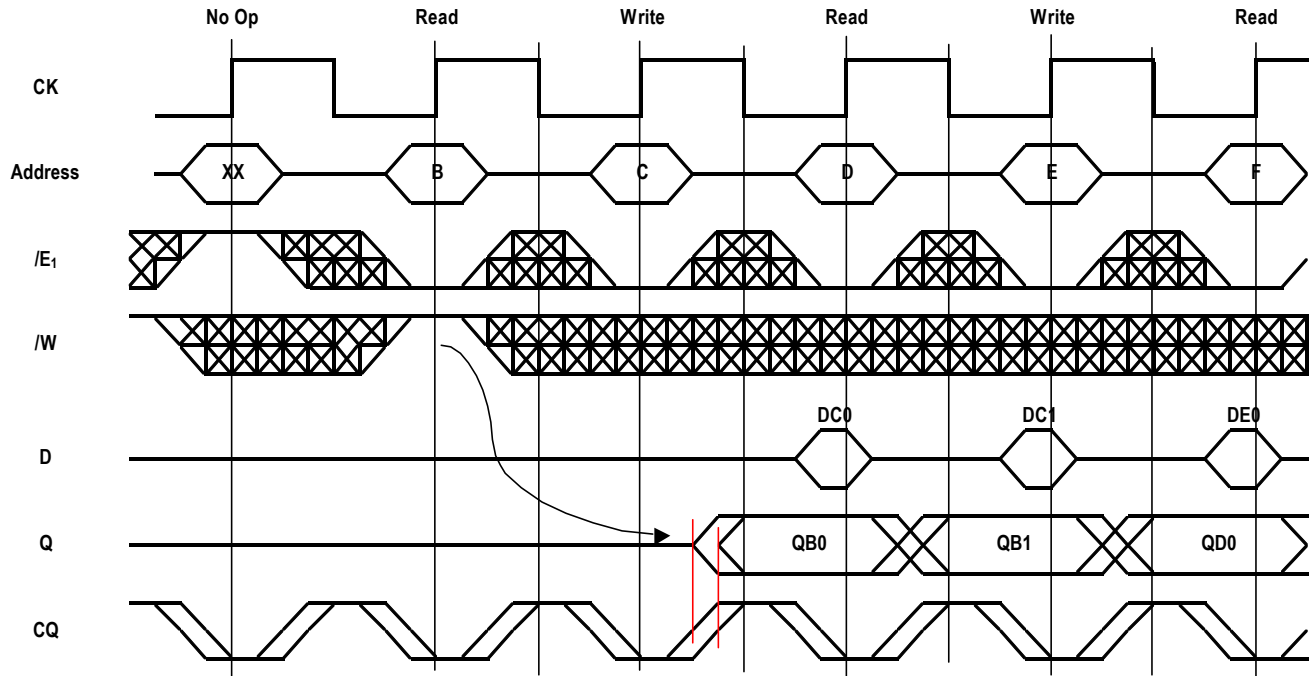 No Op Read Write Read Write Read
CK
Address XX B C D E F
/E₁
/W
DC0 DC1 DE0
D
Q QB0 QB1 QD0
CQ